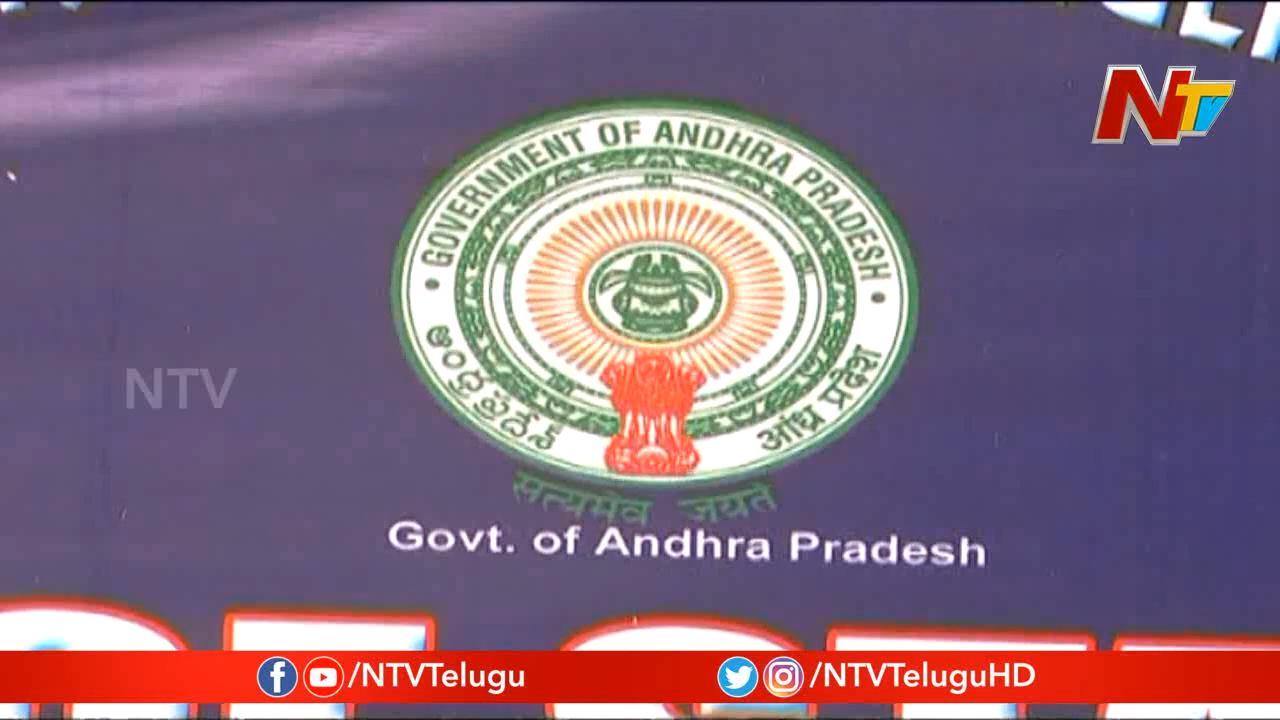 NTV
GOVERNMENT OF ANDHRA PRADESH
ఆంధ్రప్రదేశ్
आंध्र प्रदेश
NTV
सत्यमेव जयते
Govt. of Andhra Pradesh
/NTVTelugu
/NTVTeluguHD